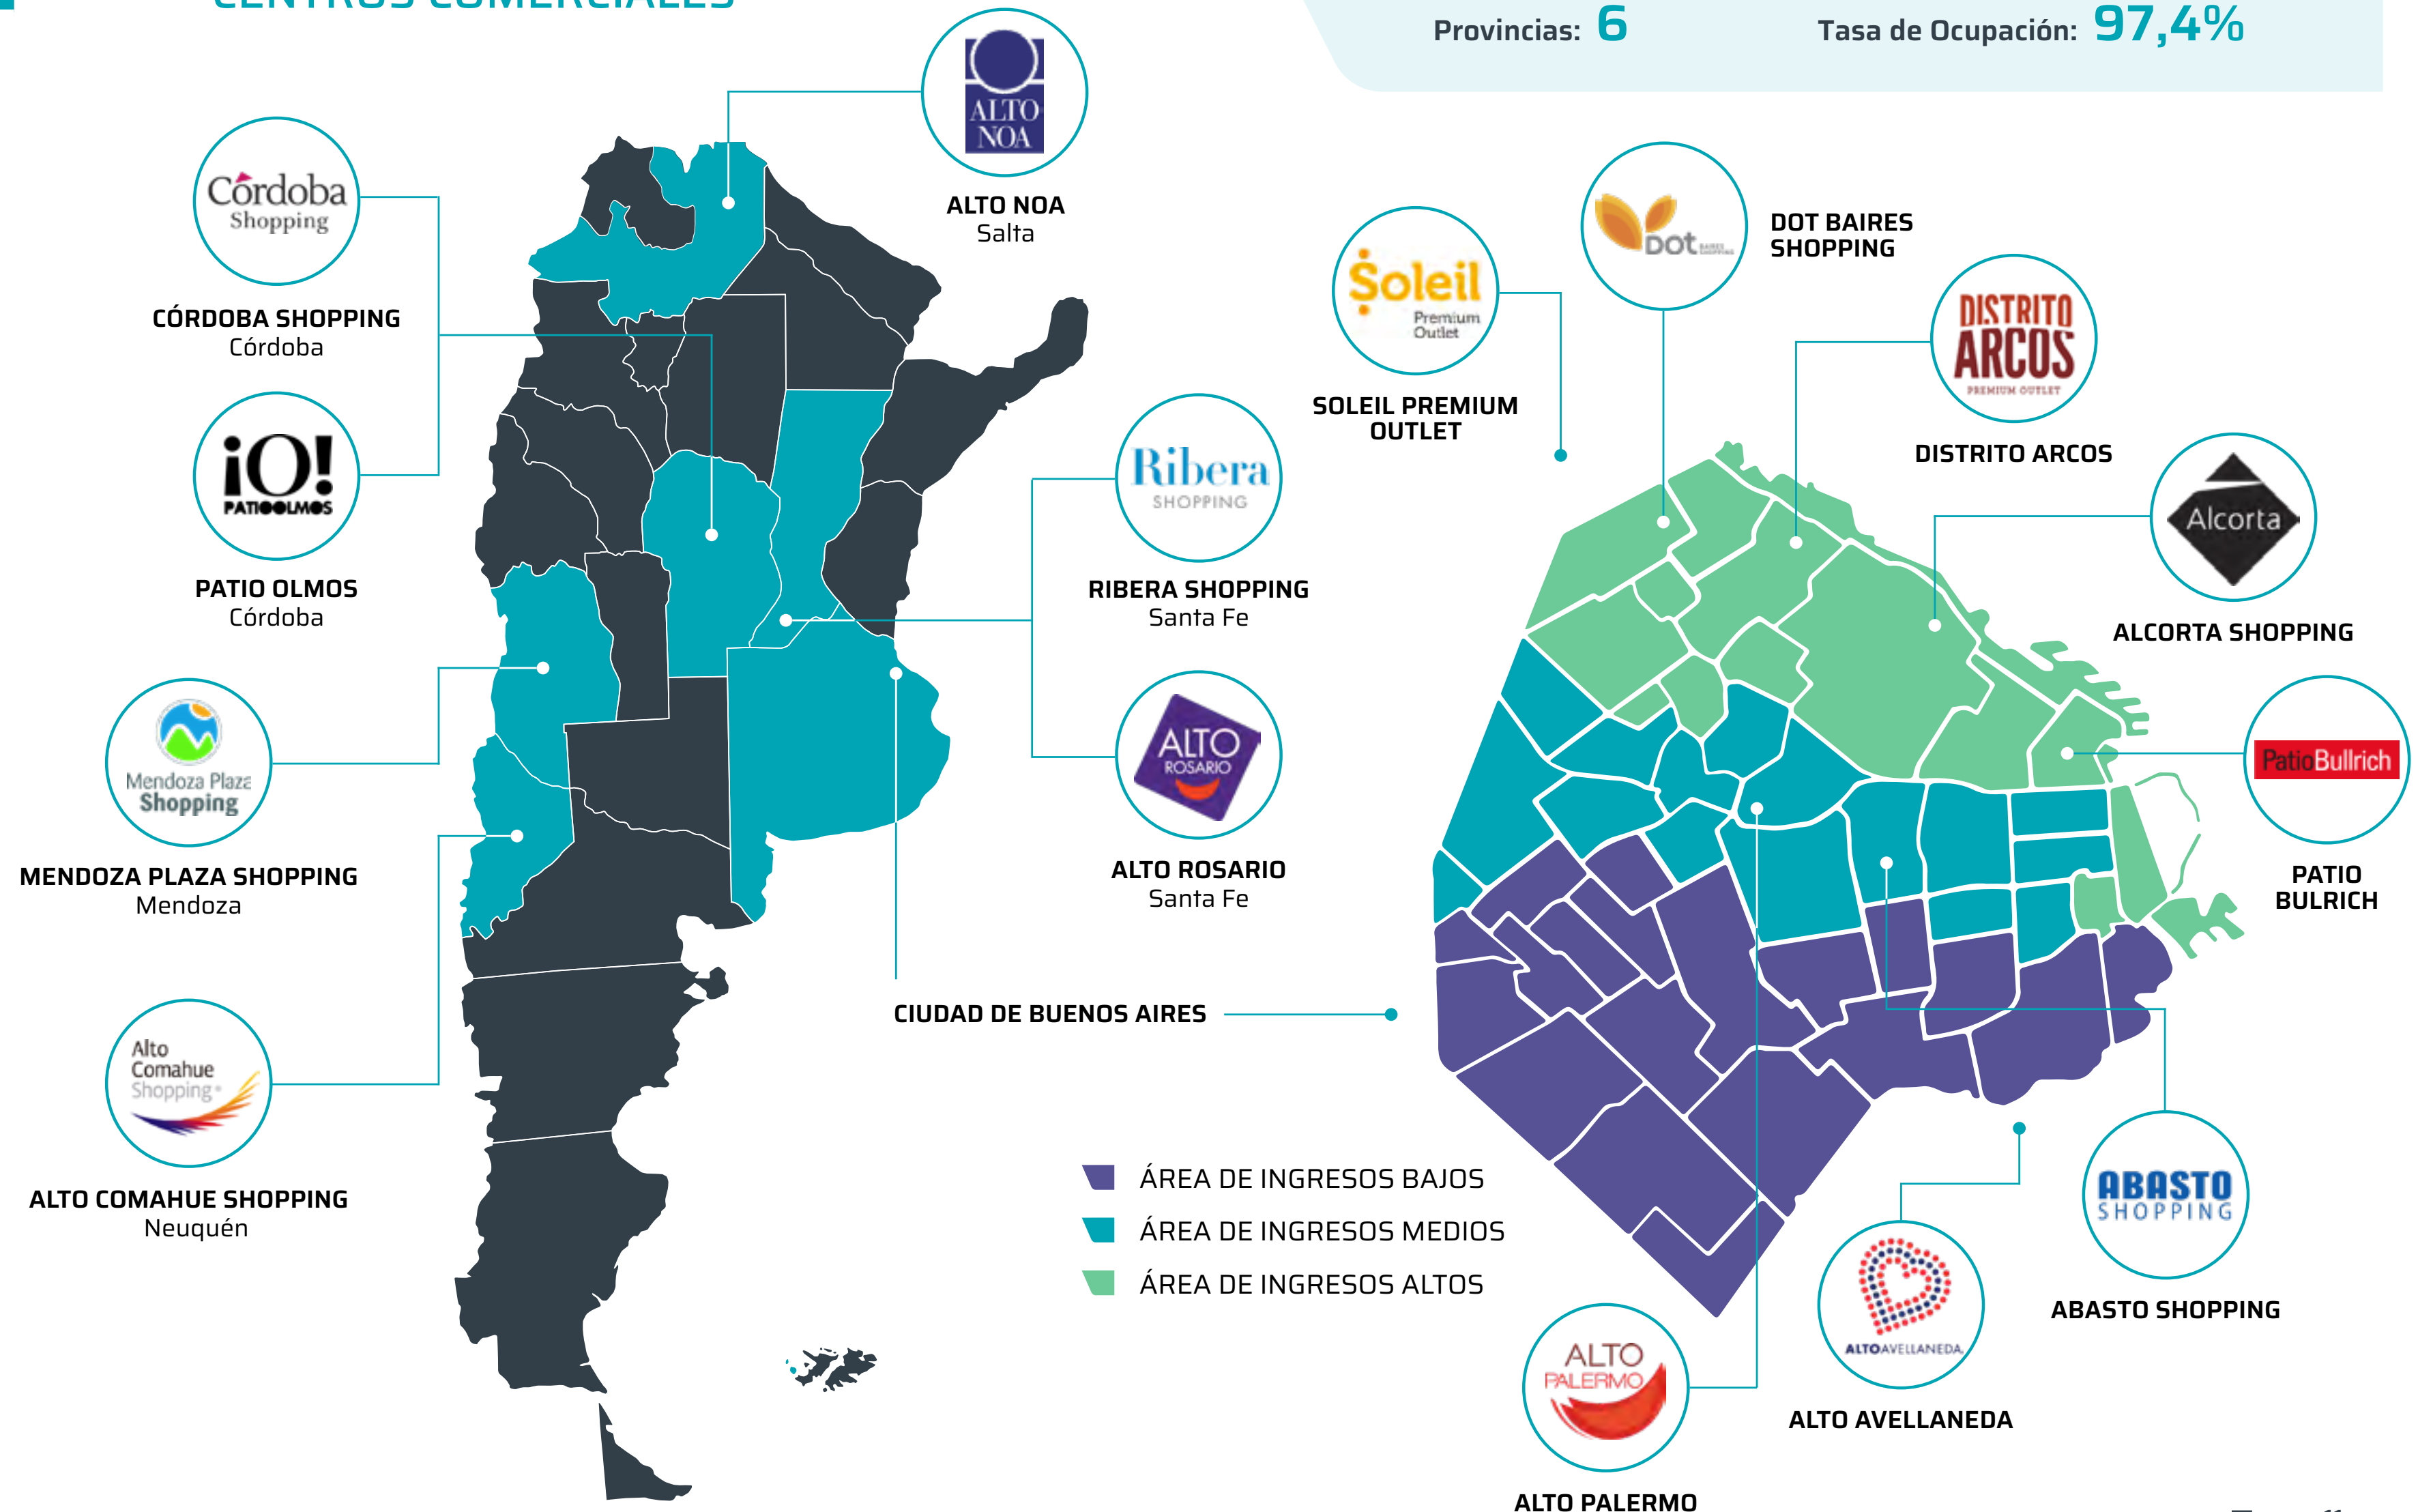 CENTROS COMERCIALES
Provincias: 6
Tasa de Ocupación: 97,4%
ALTO
NOA
ALTO NOA
Salta
Córdoba
Shopping
CÓRDOBA SHOPPING
Córdoba
¡O!
PATIOOLMOS
PATIO OLMOS
Córdoba
Mendoza Plaza
Shopping
MENDOZA PLAZA SHOPPING
Mendoza
Alto
Comahue
Shopping
ALTO COMAHUE SHOPPING
Neuquén
Ribera
SHOPPING
RIBERA SHOPPING
Santa Fe
ALTO
ROSARIO
ALTO ROSARIO
Santa Fe
CIUDAD DE BUENOS AIRES
ÁREA DE INGRESOS BAJOS
ÁREA DE INGRESOS MEDIOS
ÁREA DE INGRESOS ALTOS
Soleil
Premium
Outlet
SOLEIL PREMIUM
OUTLET
DOT BAIRES
SHOPPING
DOT BAIRES
SHOPPING
DISTRITO
ARCOS
PREMIUM OUTLET
DISTRITO ARCOS
Alcorta
ALCORTA SHOPPING
PatioBullrich
PATIO
BULRICH
ABASTO
SHOPPING
ABASTO SHOPPING
ALTOAVELLANEDA
ALTO AVELLANEDA
ALTO
PALERMO
ALTO PALERMO